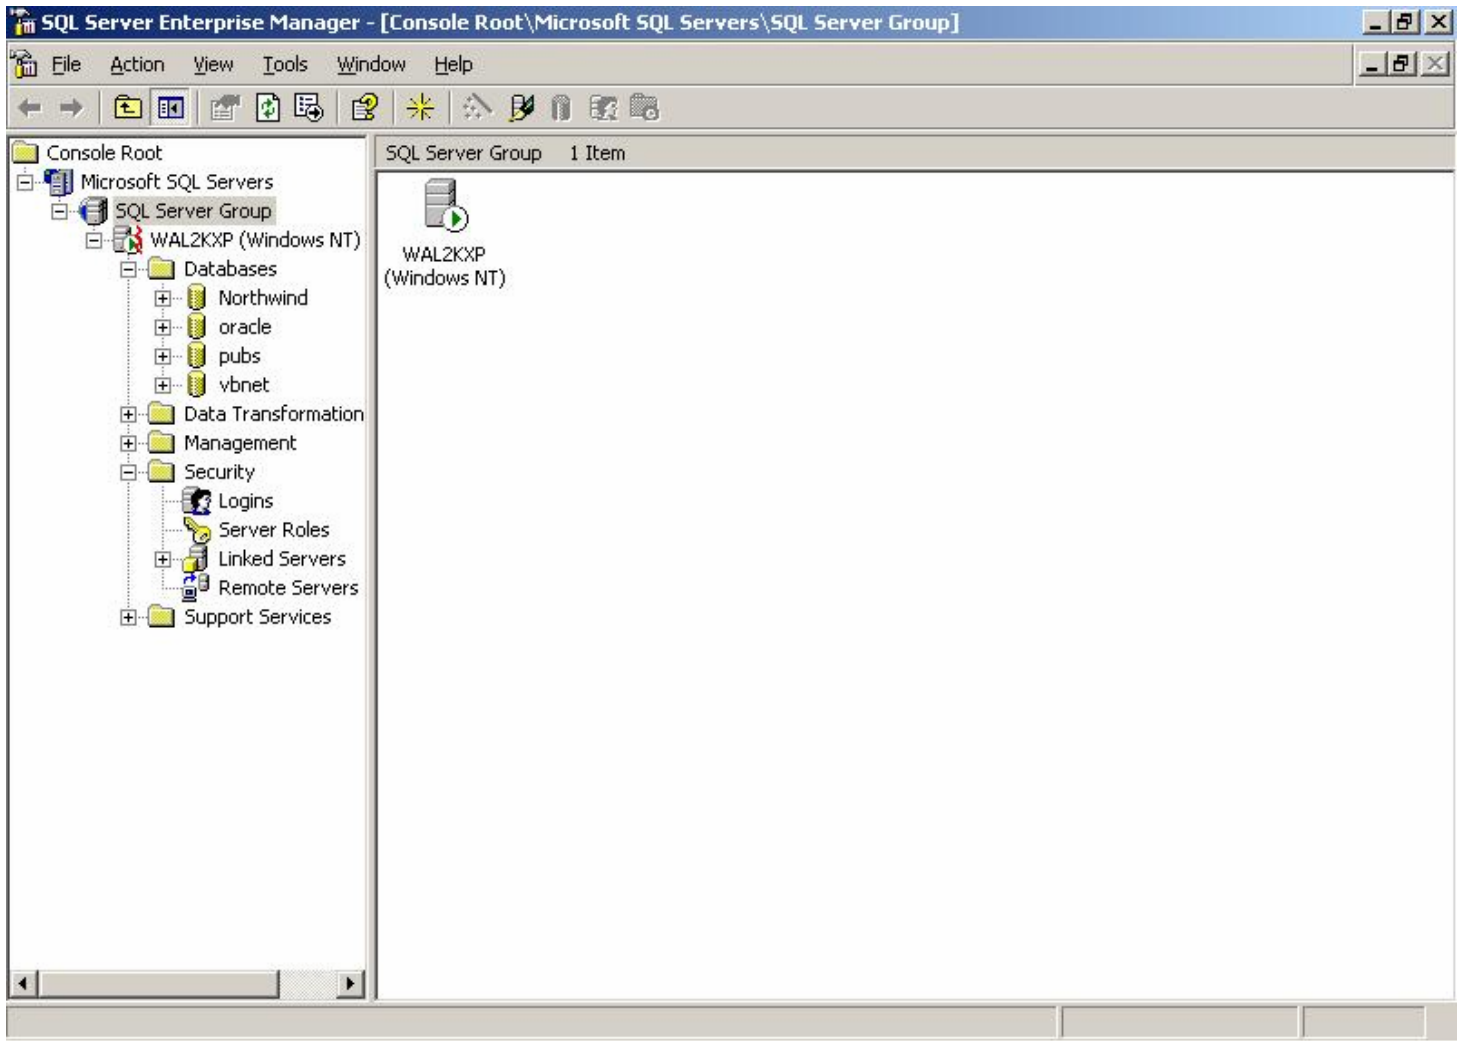 SQL Server Enterprise Manager - [Console Root\Microsoft SQL Servers\SQL Server Group]
File Action View Tools Window Help
Console Root
Microsoft SQL Servers
SQL Server Group
WAL2KXP (Windows NT)
Databases
Northwind
oracle
pubs
vbnet
Data Transformation
Management
Security
Logins
Server Roles
Linked Servers
Remote Servers
Support Services
SQL Server Group 1 Item
WAL2KXP
(Windows NT)